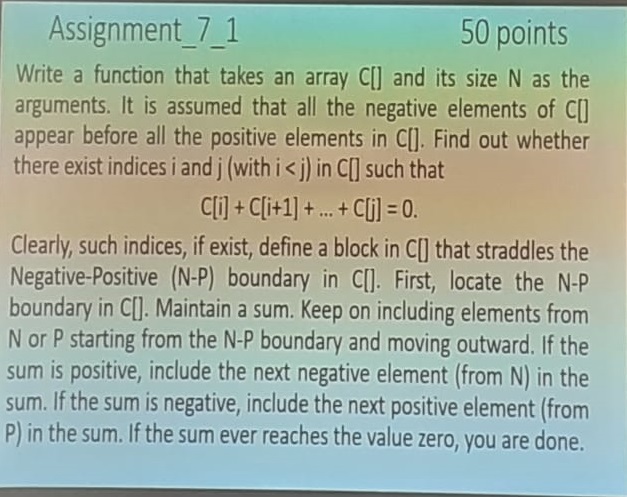 Assignment_7_1 50 points
Write a function that takes an array C[] and its size N as the
arguments. It is assumed that all the negative elements of C[]
appear before all the positive elements in C[]. Find out whether
there exist indices i and j (with i < j) in C[] such that
C[i] + C[i+1] + ... + C[j] = 0.
Clearly, such indices, if exist, define a block in C[] that straddles the
Negative-Positive (N-P) boundary in C[]. First, locate the N-P
boundary in C[]. Maintain a sum. Keep on including elements from
N or P starting from the N-P boundary and moving outward. If the
sum is positive, include the next negative element (from N) in the
sum. If the sum is negative, include the next positive element (from
P) in the sum. If the sum ever reaches the value zero, you are done.